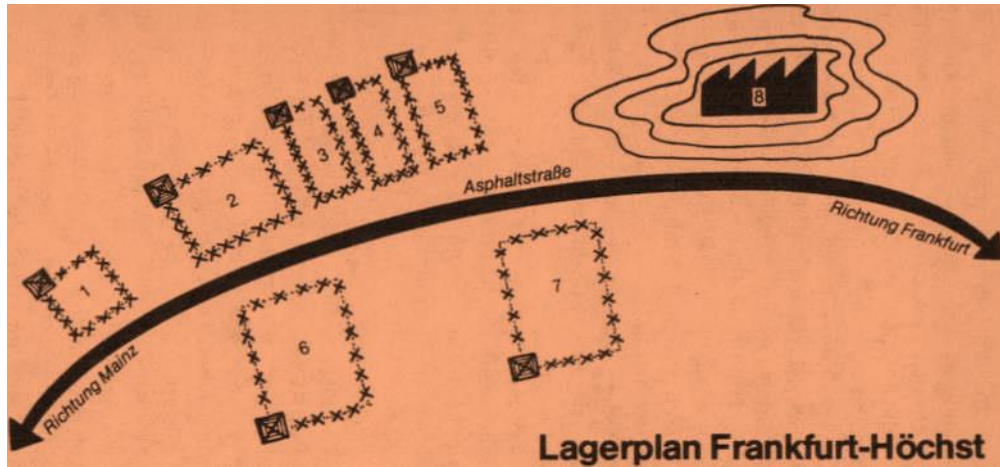 8
5
4
3
2
1
Asphaltstraße
Richtung Frankfurt
7
6
Richtung Mainz
Lagerplan Frankfurt-Höchst